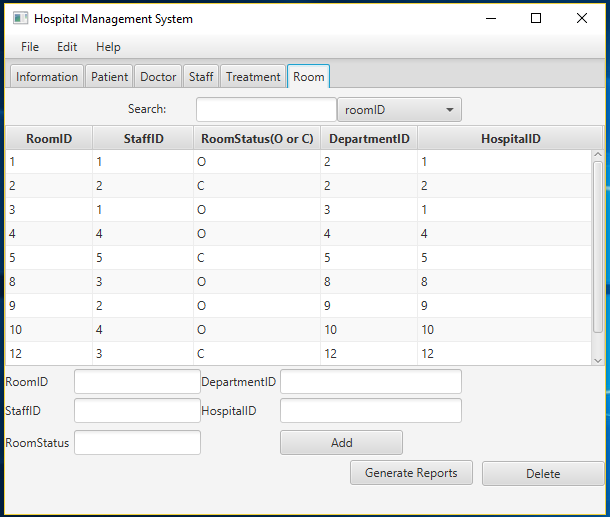 Hospital Management System
File Edit Help
Information Patient Doctor Staff Treatment Room
Search: roomID
RoomID StaffID RoomStatus(O or C) DepartmentID HospitalID
1 1 O 2 1
2 2 C 2 2
3 1 O 3 1
4 4 O 4 4
5 5 C 5 5
8 3 O 8 8
9 2 O 9 9
10 4 O 10 10
12 3 C 12 12
RoomID DepartmentID
StaffID HospitalID
RoomStatus Add
Generate Reports Delete